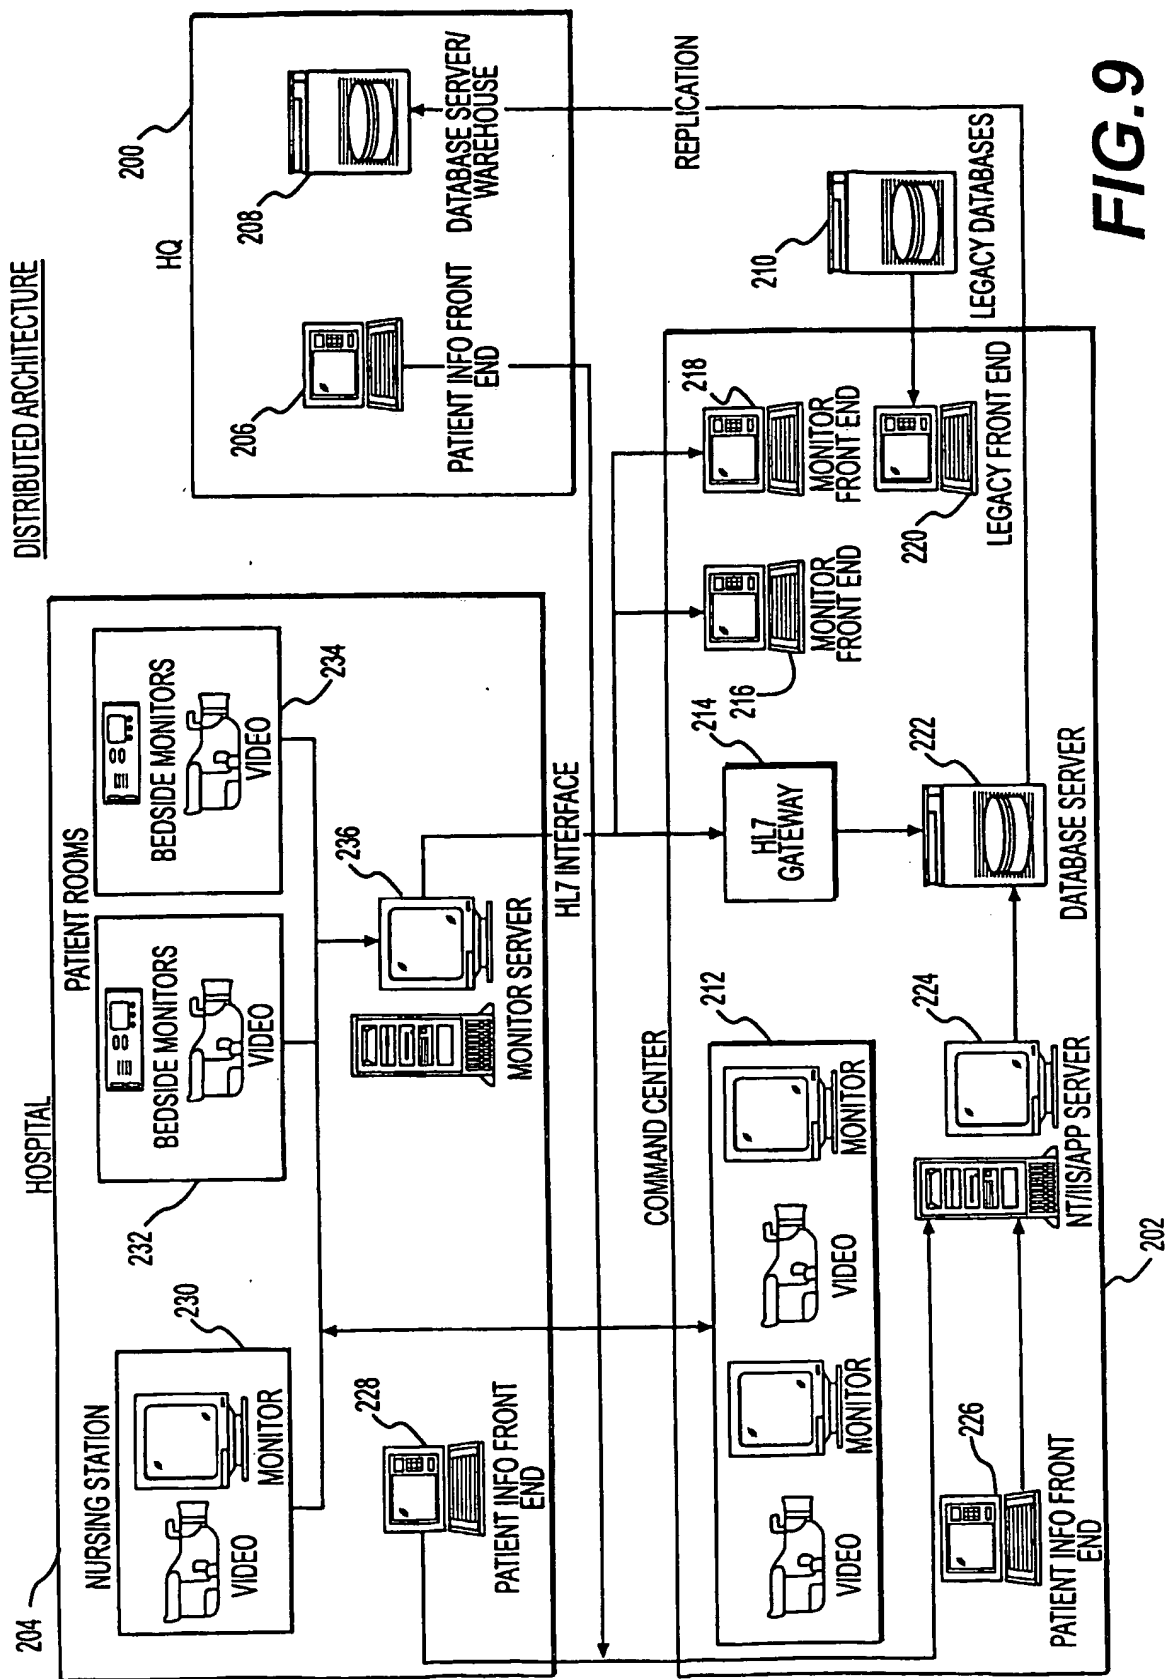 DISTRIBUTED ARCHITECTURE
204
HOSPITAL
NURSING STATION
VIDEO
MONITOR
230
232
PATIENT ROOMS
BEDSIDE MONITORS
VIDEO
BEDSIDE MONITORS
VIDEO
234
228
PATIENT INFO FRONT
END
236
MONITOR SERVER
HL7 INTERFACE
200
HQ
206
PATIENT INFO FRONT
END
208
DATABASE SERVER/
WAREHOUSE
REPLICATION
COMMAND CENTER
212
VIDEO
MONITOR
VIDEO
MONITOR
214
HL7
GATEWAY
216
MONITOR
FRONT END
218
MONITOR
FRONT END
210
LEGACY DATABASES
220
LEGACY FRONT END
222
DATABASE SERVER
224
NT/IIS/APP SERVER
226
PATIENT INFO FRONT
END
202
FIG.9